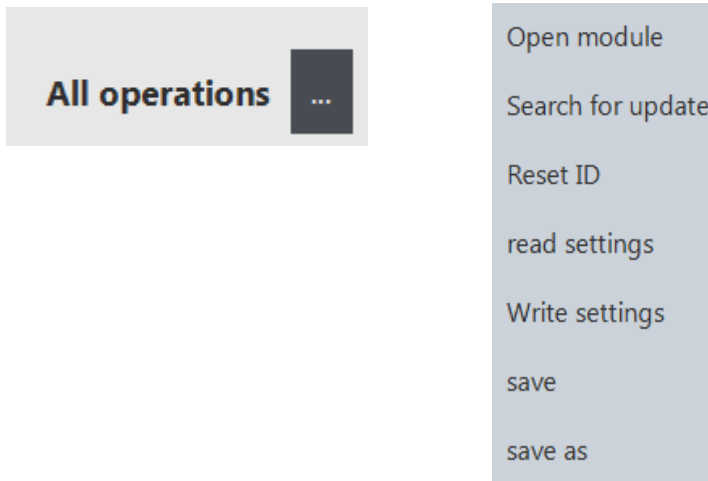 All operations ...
Open module
Search for update
Reset ID
read settings
Write settings
save
save as